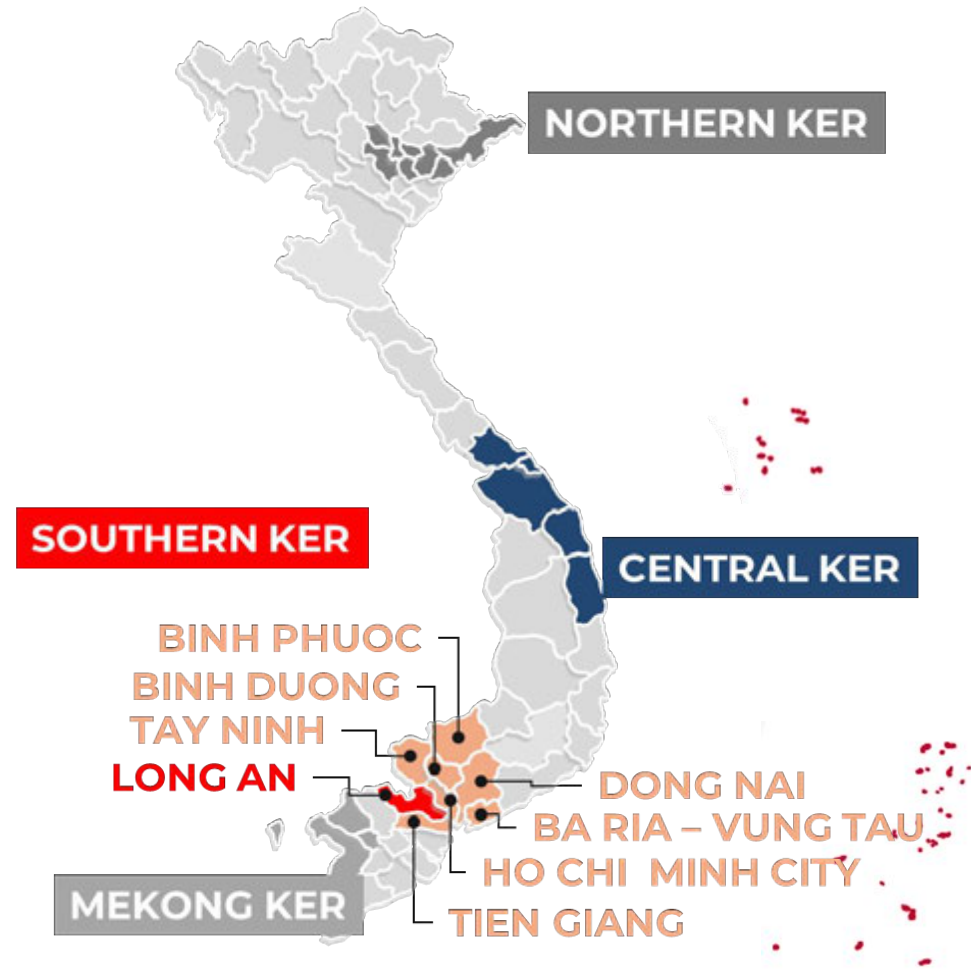 NORTHERN KER
SOUTHERN KER
CENTRAL KER
BINH PHUOC
BINH DUONG
TAY NINH
LONG AN
DONG NAI
BA RIA – VUNG TAU
HO CHI MINH CITY
MEKONG KER
TIEN GIANG